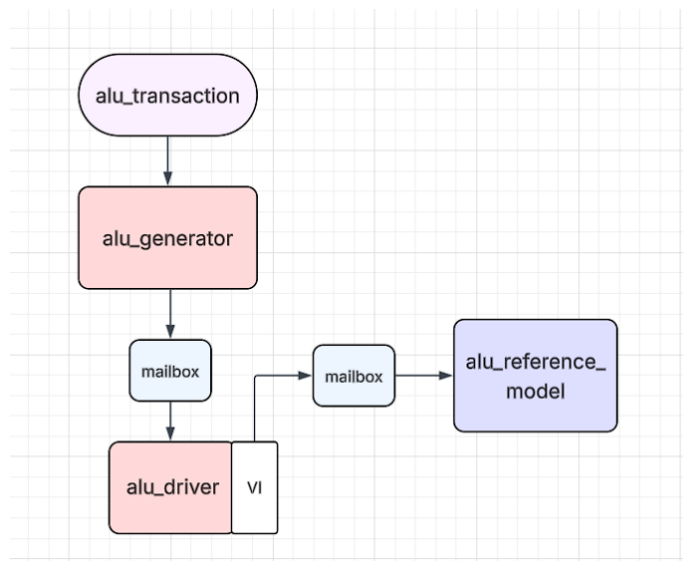 alu_transaction
alu_generator
mailbox
mailbox
alu_reference_
model
alu_driver
VI